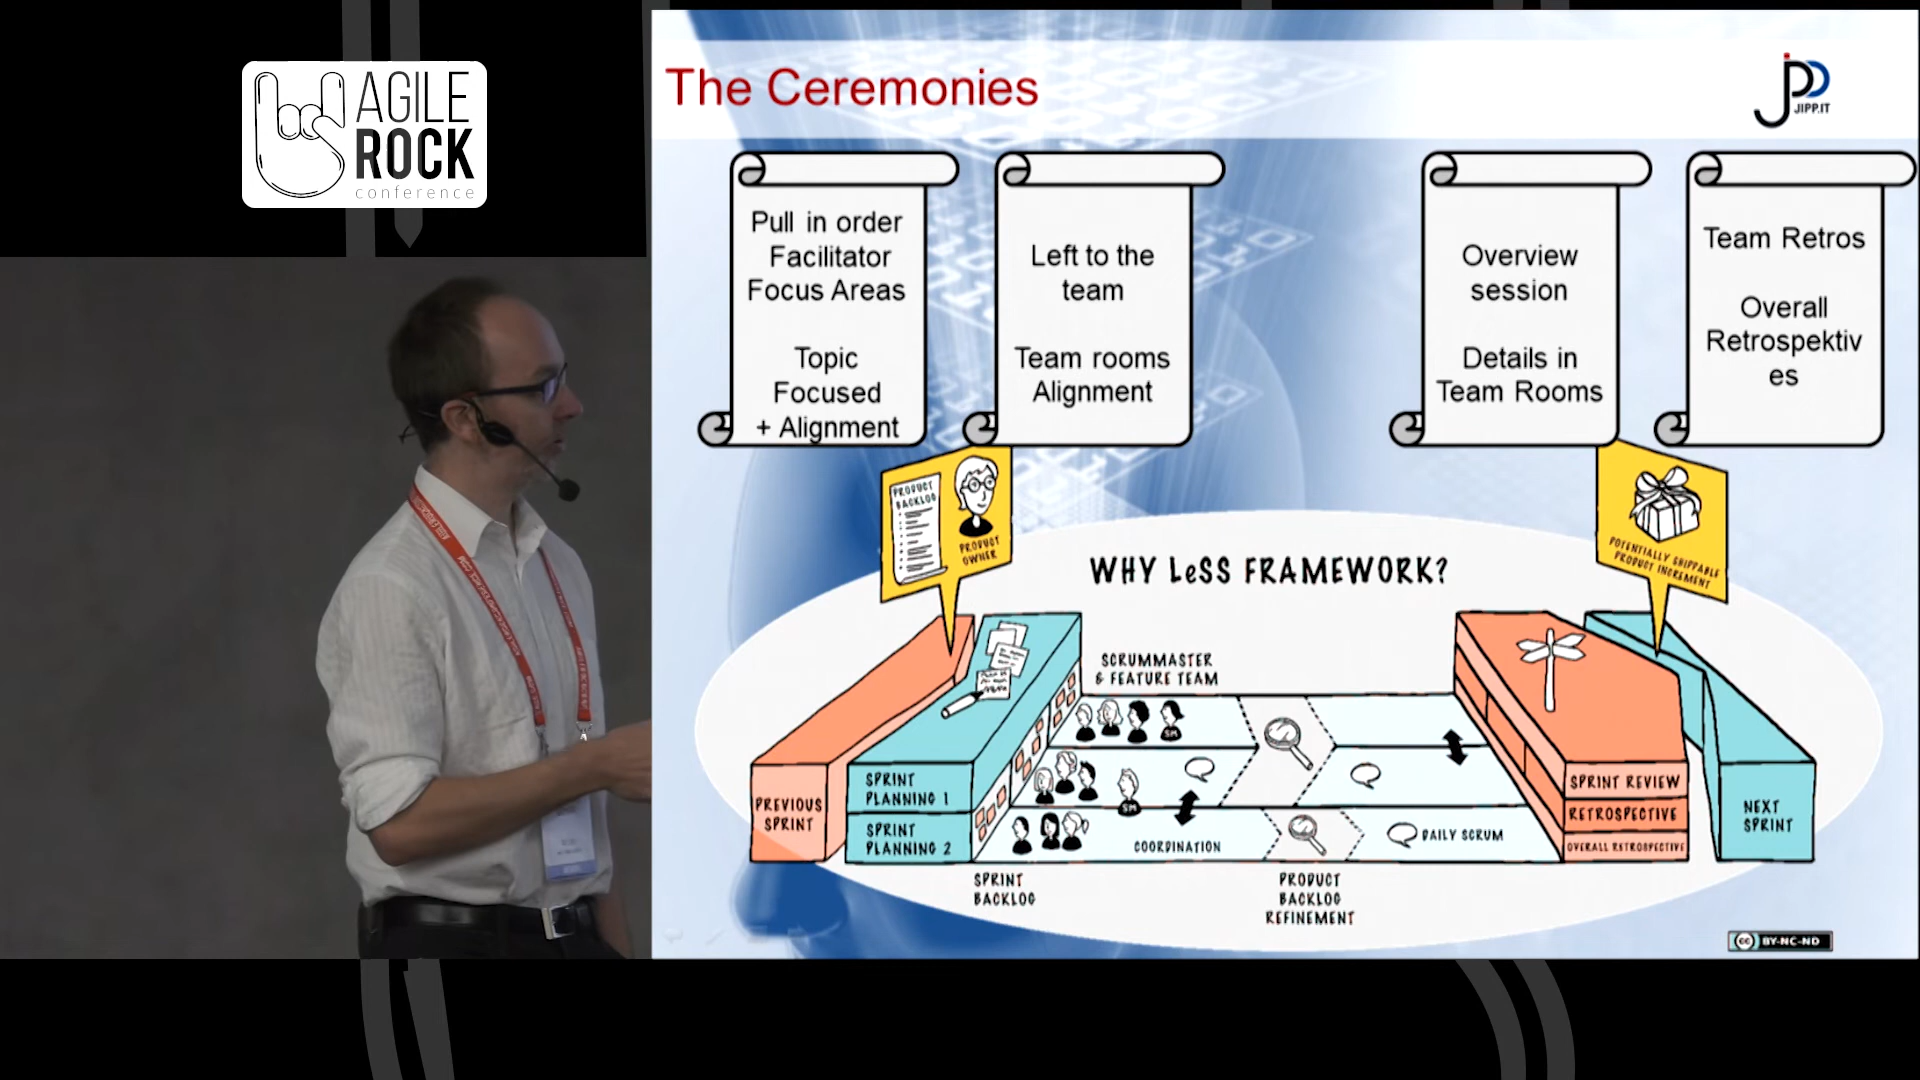 AGILE
ROCK
conference
The Ceremonies
JIPP.IT
Pull in order
Facilitator
Focus Areas
Topic
Focused
+ Alignment
Left to the
team
Team rooms
Alignment
Overview
session
Details in
Team Rooms
Team Retros
Overall
Retrospektiv
es
PRODUCT
BACKLOG
PRODUCT
OWNER
POTENTIALLY SHIPPABLE
PRODUCT INCREMENT
WHY LeSS FRAMEWORK?
SCRUMMASTER
& FEATURE TEAM
SM
SM
PREVIOUS
SPRINT
SPRINT
PLANNING 1
SPRINT
PLANNING 2
COORDINATION
DAILY SCRUM
SPRINT REVIEW
RETROSPECTIVE
OVERALL RETROSPECTIVE
NEXT
SPRINT
SPRINT
BACKLOG
PRODUCT
BACKLOG
REFINEMENT
cc BY-NC-ND